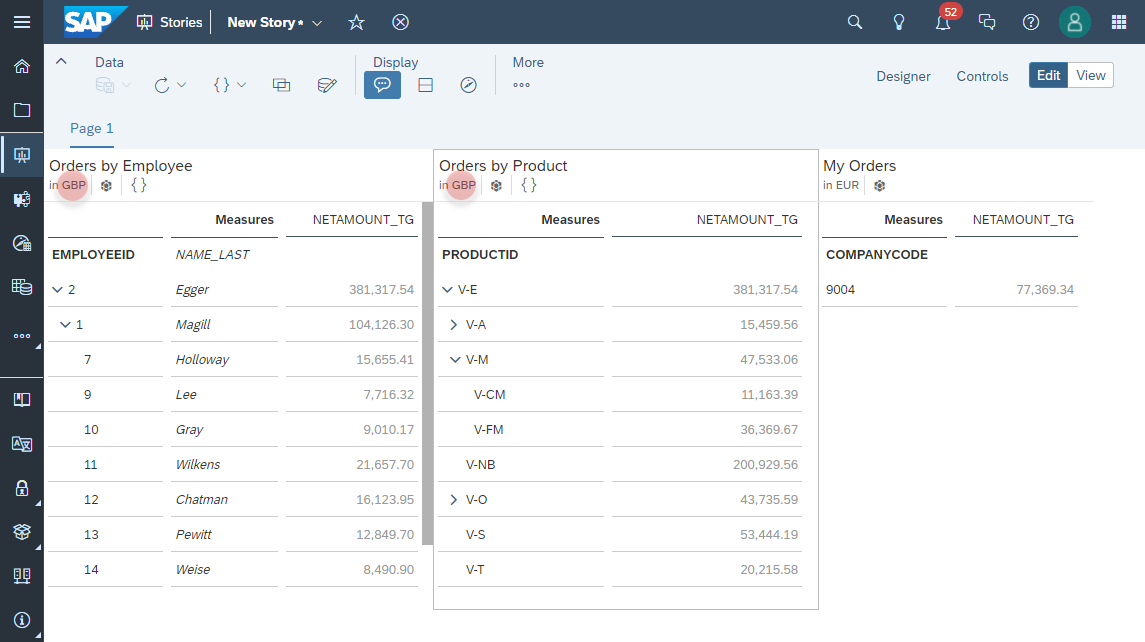 SAP Stories New Story* 52
Data Display More
Designer Controls Edit View
Page 1
Orders by Employee
in GBP
Measures NETAMOUNT_TG
EMPLOYEEID NAME_LAST
2 Egger 381,317.54
1 Magill 104,126.30
7 Holloway 15,655.41
9 Lee 7,716.32
10 Gray 9,010.17
11 Wilkens 21,657.70
12 Chatman 16,123.95
13 Pewitt 12,849.70
14 Weise 8,490.90
Orders by Product
in GBP
Measures NETAMOUNT_TG
PRODUCTID
V-E 381,317.54
V-A 15,459.56
V-M 47,533.06
V-CM 11,163.39
V-FM 36,369.67
V-NB 200,929.56
V-O 43,735.59
V-S 53,444.19
V-T 20,215.58
My Orders
in EUR
Measures NETAMOUNT_TG
COMPANYCODE
9004 77,369.34